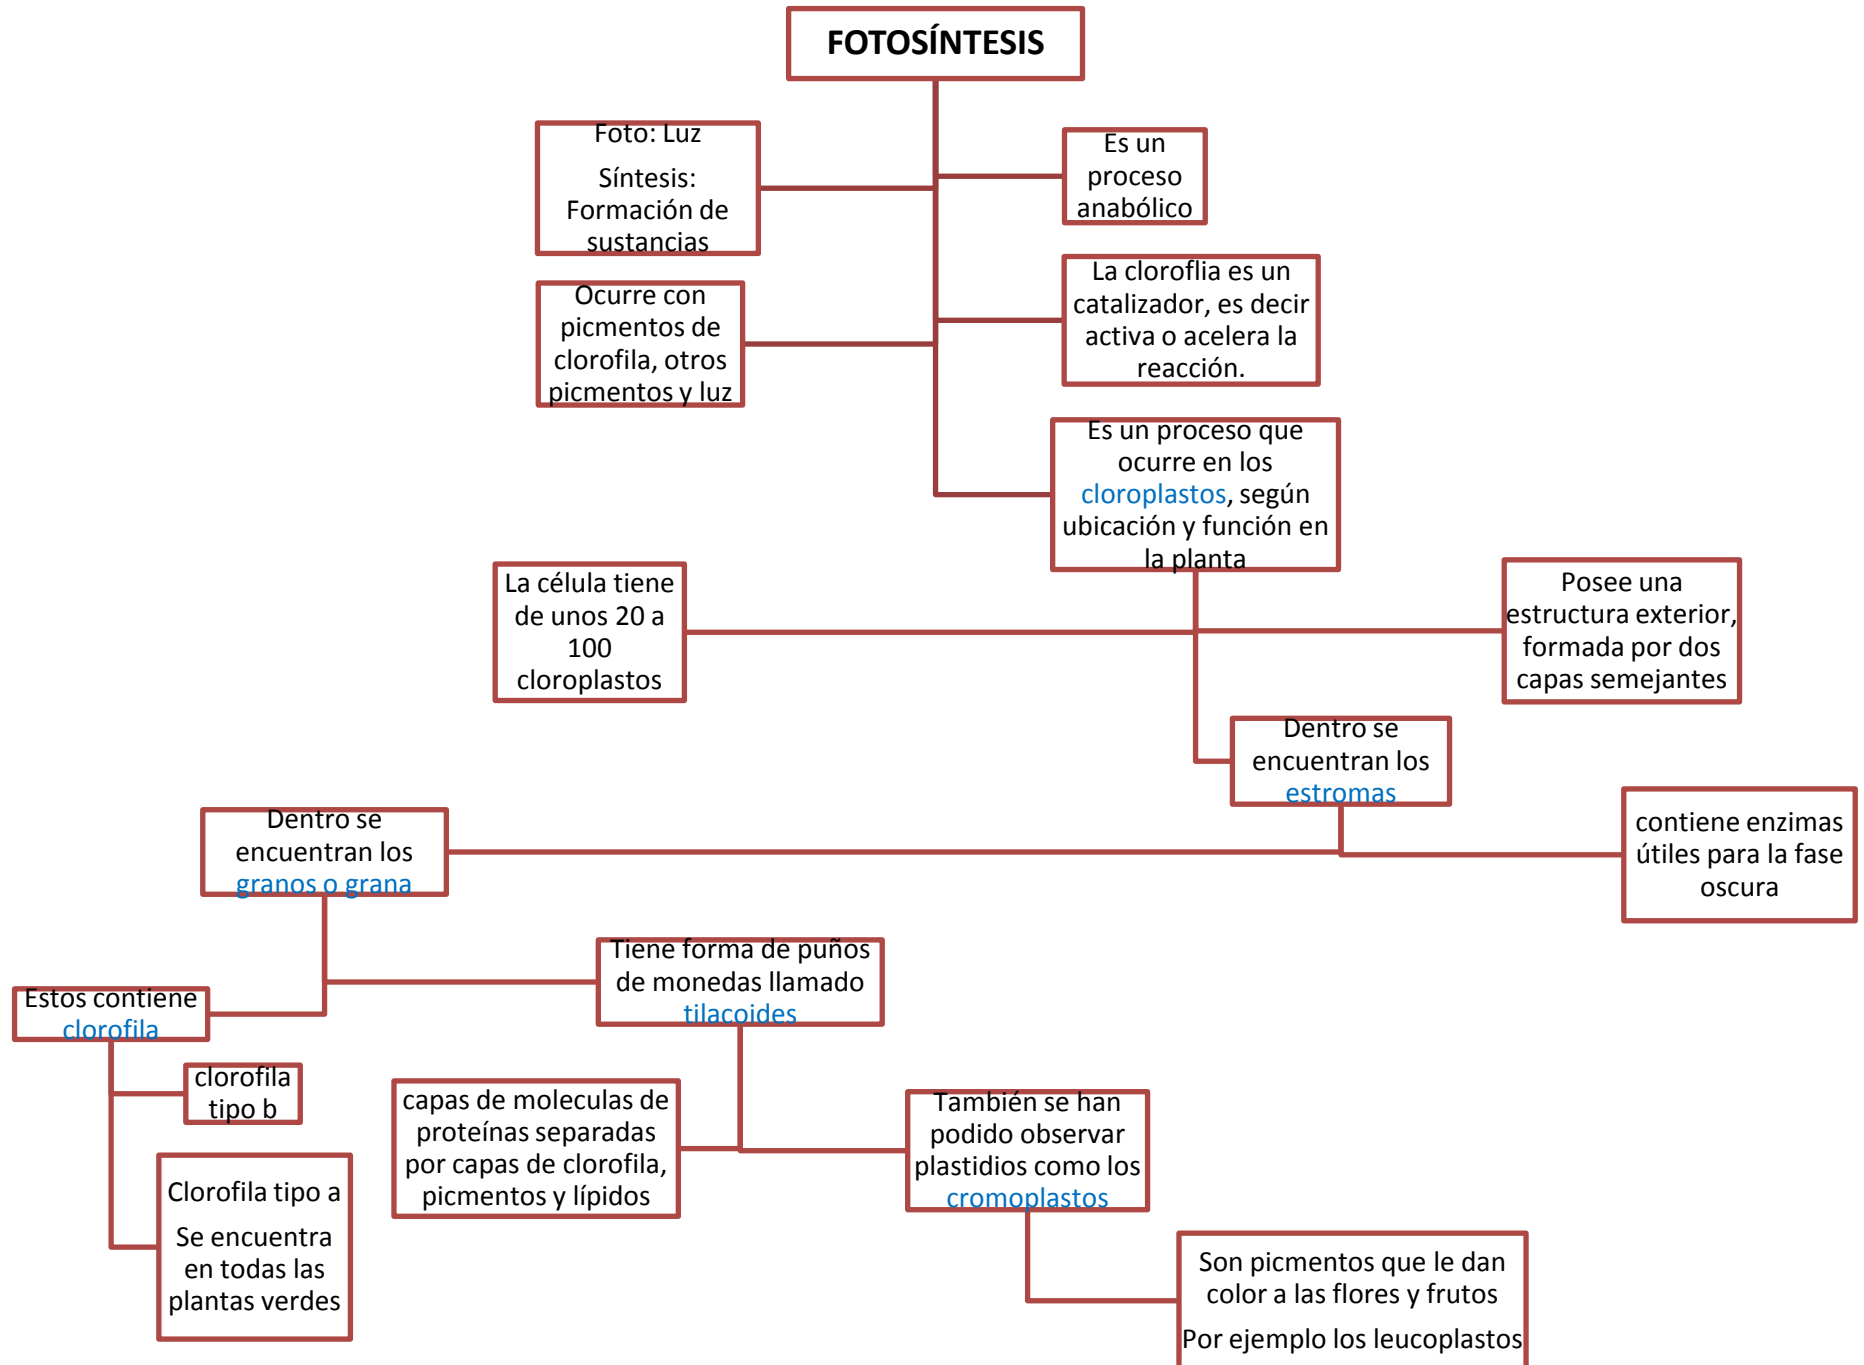 FOTOSÍNTESIS
Foto: Luz
Síntesis:
Formación de
sustancias
Es un
proceso
anabólico
Ocurre con
picmentos de
clorofila, otros
picmentos y luz
La cloroflia es un
catalizador, es decir
activa o acelera la
reacción.
Es un proceso que
ocurre en los
cloroplastos, según
ubicación y función en
la planta
La célula tiene
de unos 20 a
100
cloroplastos
Posee una
estructura exterior,
formada por dos
capas semejantes
Dentro se
encuentran los
estromas
Dentro se
encuentran los
granos o grana
contiene enzimas
útiles para la fase
oscura
Estos contiene
clorofila
Tiene forma de puños
de monedas llamado
tilacoides
clorofila
tipo b
Clorofila tipo a
Se encuentra
en todas las
plantas verdes
capas de moleculas de
proteínas separadas
por capas de clorofila,
picmentos y lípidos
También se han
podido observar
plastidios como los
cromoplastos
Son picmentos que le dan
color a las flores y frutos
Por ejemplo los leucoplastos